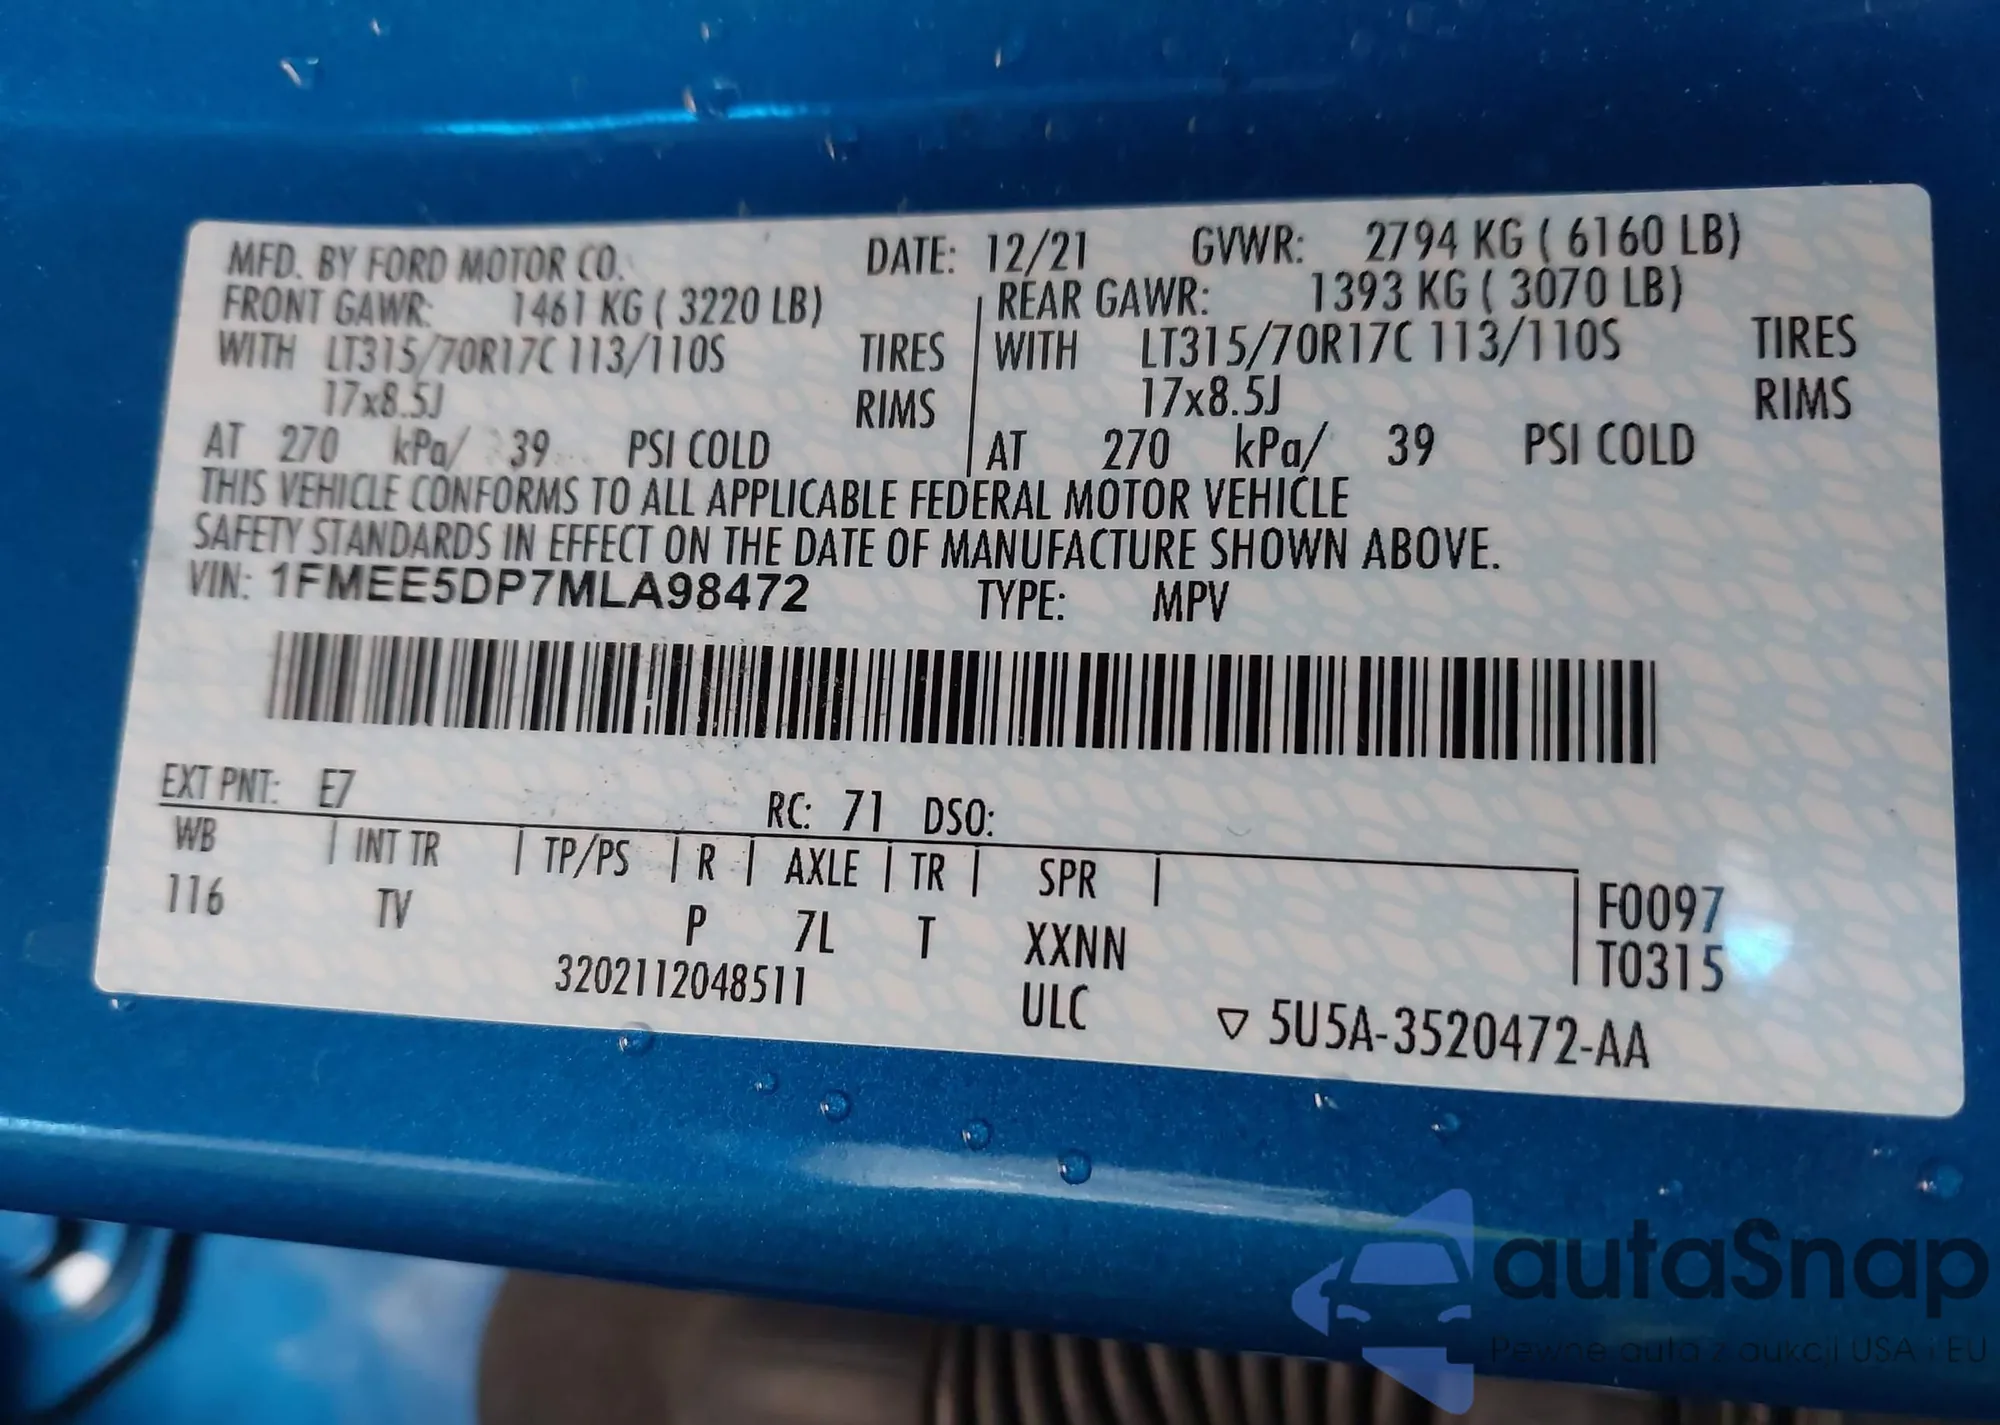 MFD. BY FORD MOTOR CO. DATE: 12/21 GVWR: 2794 KG ( 6160 LB)
FRONT GAWR: 1461 KG ( 3220 LB) REAR GAWR: 1393 KG ( 3070 LB)
WITH LT315/70R17C 113/110S TIRES WITH LT315/70R17C 113/110S TIRES
17x8.5J RIMS 17x8.5J RIMS
AT 270 kPa/ 39 PSI COLD AT 270 kPa/ 39 PSI COLD
THIS VEHICLE CONFORMS TO ALL APPLICABLE FEDERAL MOTOR VEHICLE
SAFETY STANDARDS IN EFFECT ON THE DATE OF MANUFACTURE SHOWN ABOVE.
VIN: 1FMEE5DP7MLA98472 TYPE: MPV
EXT PNT: E7 RC: 71 DSO:
WB | INT TR | TP/PS | R | AXLE | TR | SPR |
116 TV P 7L T XXNN
F0097
T0315
3202112048511 ULC ▽ 5U5A-3520472-AA
autaSnap
Pewne auta z aukcji USA i EU